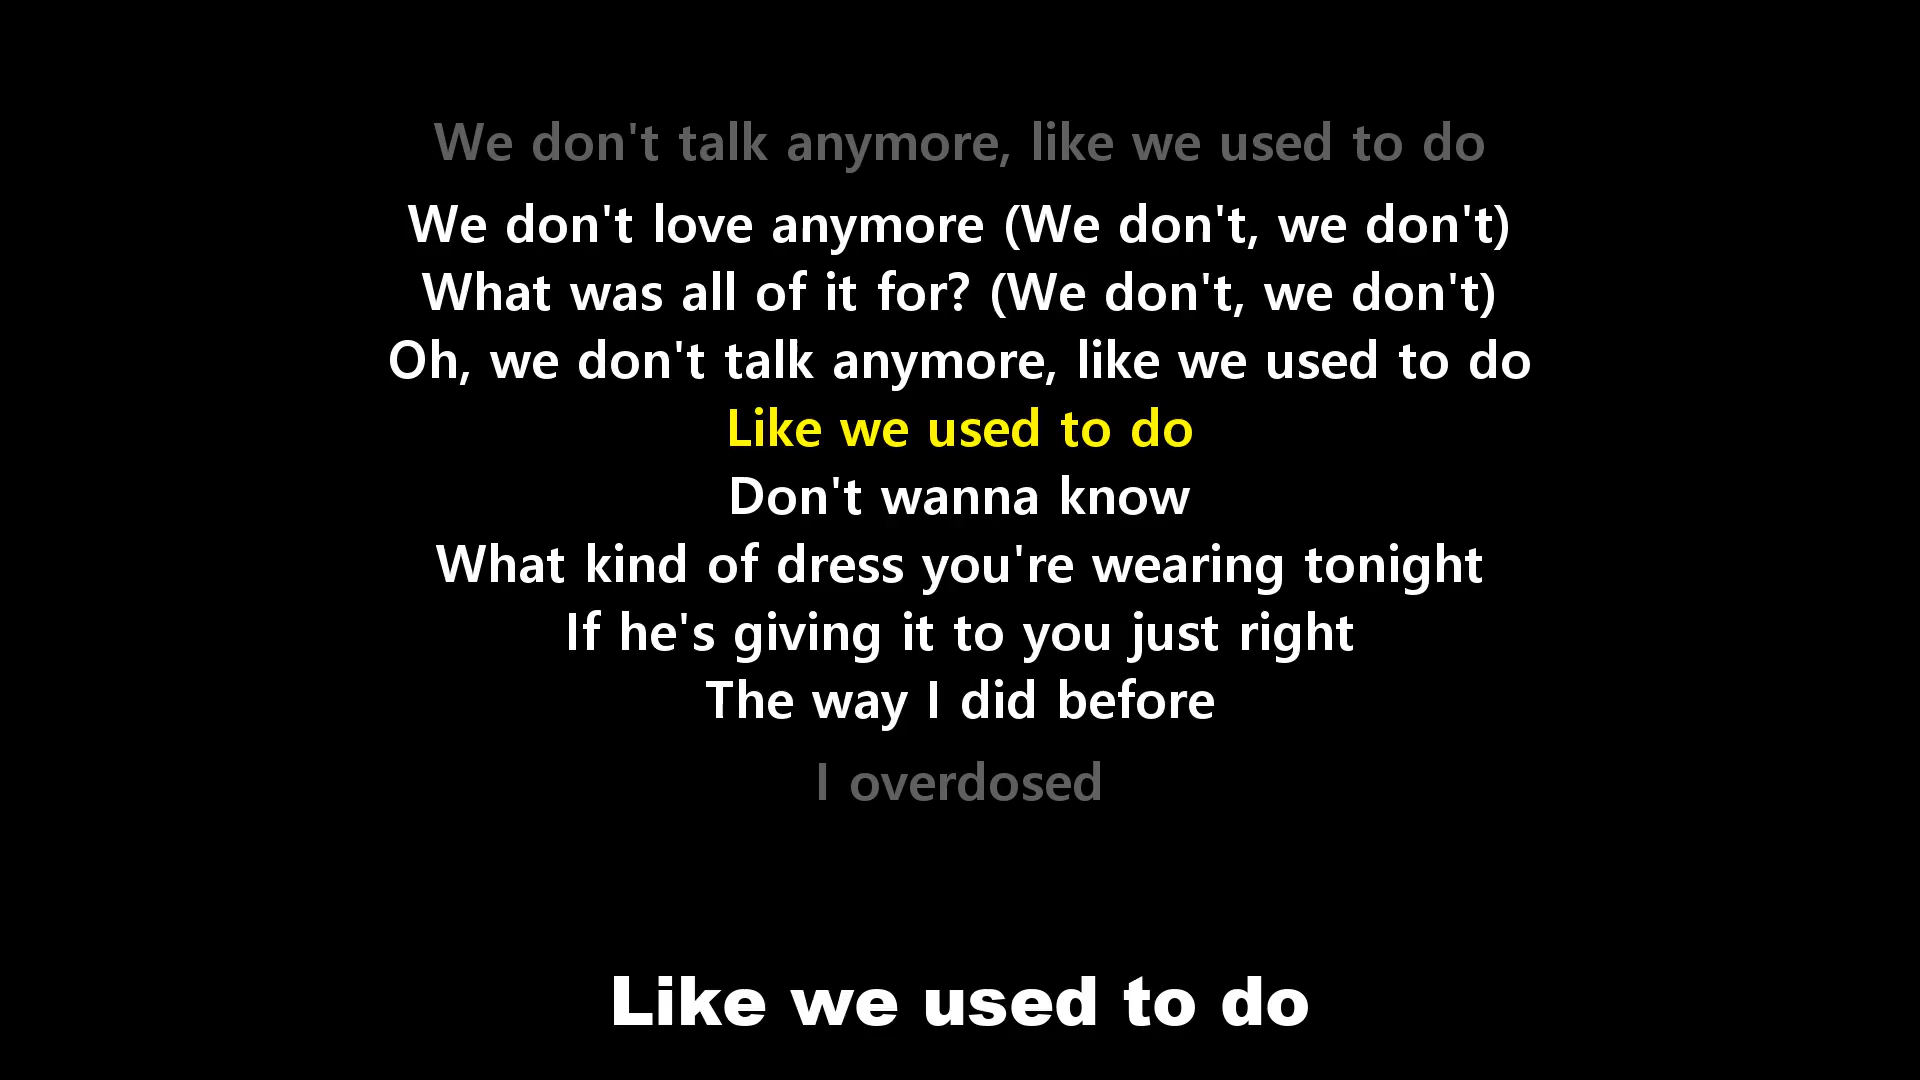 We don't talk anymore, like we used to do
We don't love anymore (We don't, we don't)
What was all of it for? (We don't, we don't)
Oh, we don't talk anymore, like we used to do
Like we used to do
Don't wanna know
What kind of dress you're wearing tonight
If he's giving it to you just right
The way I did before
I overdosed
Like we used to do